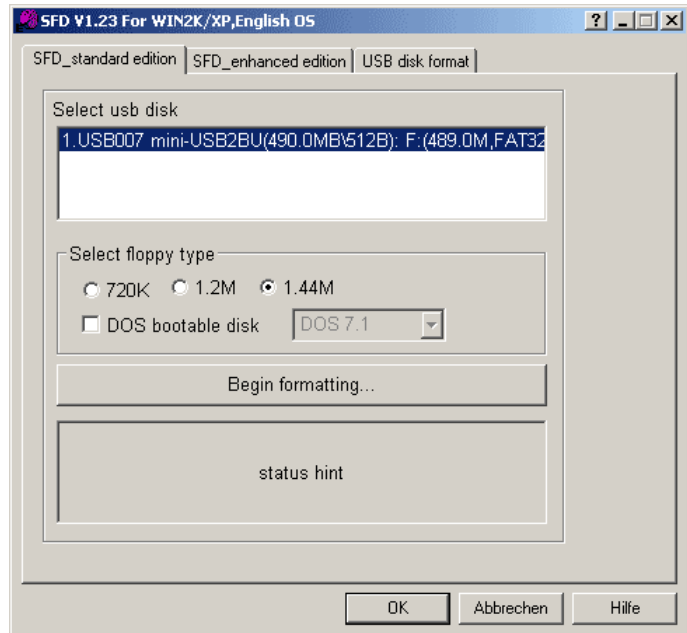 SFD V1.23 For WIN2K/XP,English OS
SFD_standard edition SFD_enhanced edition USB disk format
Select usb disk
1.USB007 mini-USB2BU(490.0MB\512B): F:(489.0M,FAT32
Select floppy type
720K 1.2M 1.44M
DOS bootable disk DOS 7.1
Begin formatting...
status hint
OK Abbrechen Hilfe